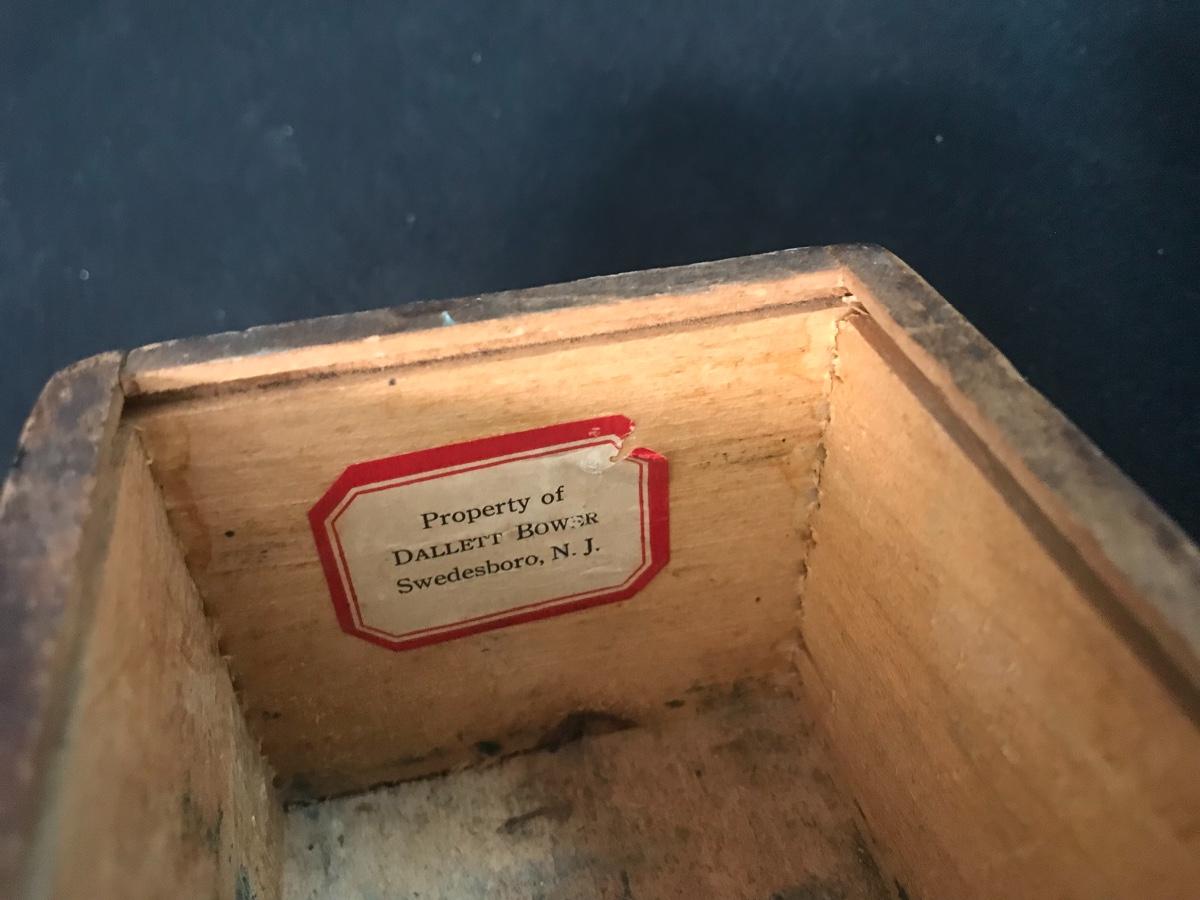 Property of
DALLETT BOWER
Swedesboro, N. J.